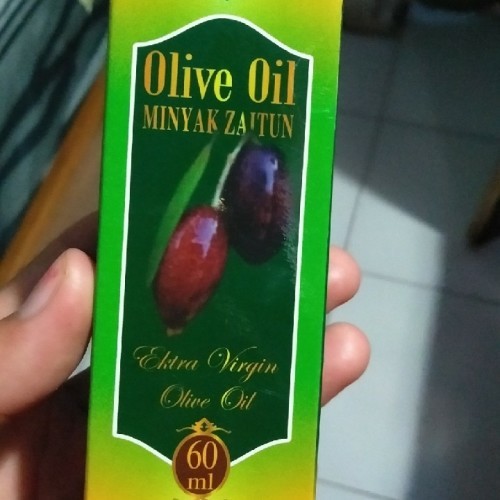 Olive Oil
MINYAK ZAITUN
Ektra Virgin
Olive Oil
60
ml